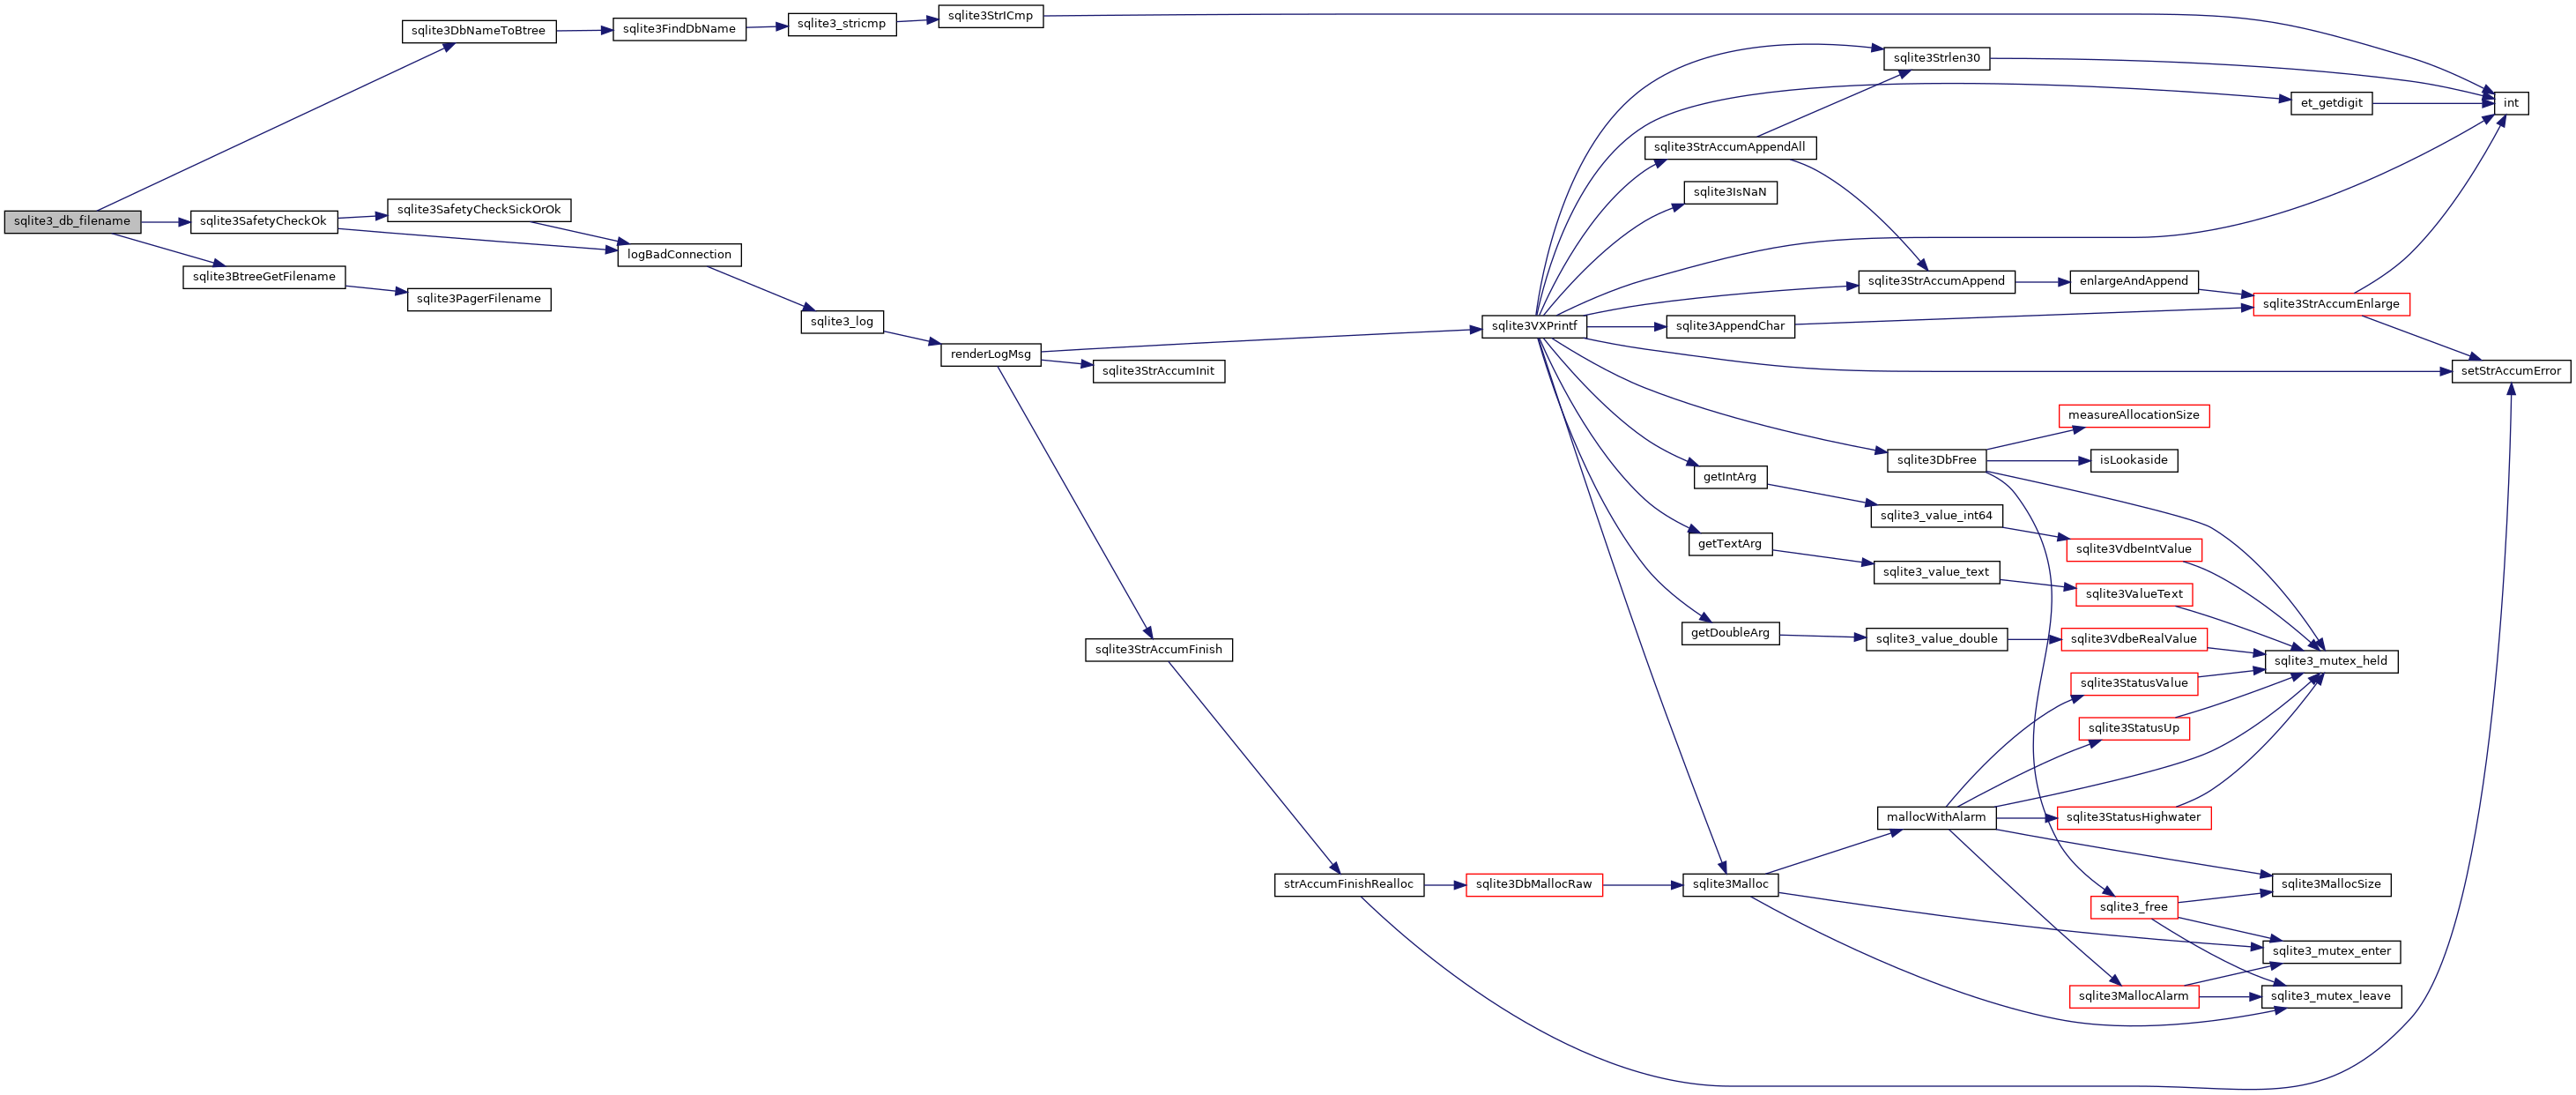 sqlite3_db_filename
sqlite3DbNameToBtree
sqlite3FindDbName
sqlite3_stricmp
sqlite3StrICmp
sqlite3SafetyCheckOk
sqlite3SafetyCheckSickOrOk
logBadConnection
sqlite3BtreeGetFilename
sqlite3PagerFilename
sqlite3_log
renderLogMsg
sqlite3StrAccumInit
sqlite3StrAccumFinish
strAccumFinishRealloc
sqlite3DbMallocRaw
sqlite3VXPrintf
sqlite3Strlen30
et_getdigit
int
sqlite3StrAccumAppendAll
sqlite3IsNaN
sqlite3StrAccumAppend
enlargeAndAppend
sqlite3StrAccumEnlarge
sqlite3AppendChar
setStrAccumError
measureAllocationSize
sqlite3DbFree
isLookaside
getIntArg
sqlite3_value_int64
sqlite3VdbeIntValue
getTextArg
sqlite3_value_text
sqlite3ValueText
getDoubleArg
sqlite3_value_double
sqlite3VdbeRealValue
sqlite3_mutex_held
sqlite3StatusValue
sqlite3StatusUp
mallocWithAlarm
sqlite3StatusHighwater
sqlite3Malloc
sqlite3MallocSize
sqlite3_free
sqlite3_mutex_enter
sqlite3MallocAlarm
sqlite3_mutex_leave